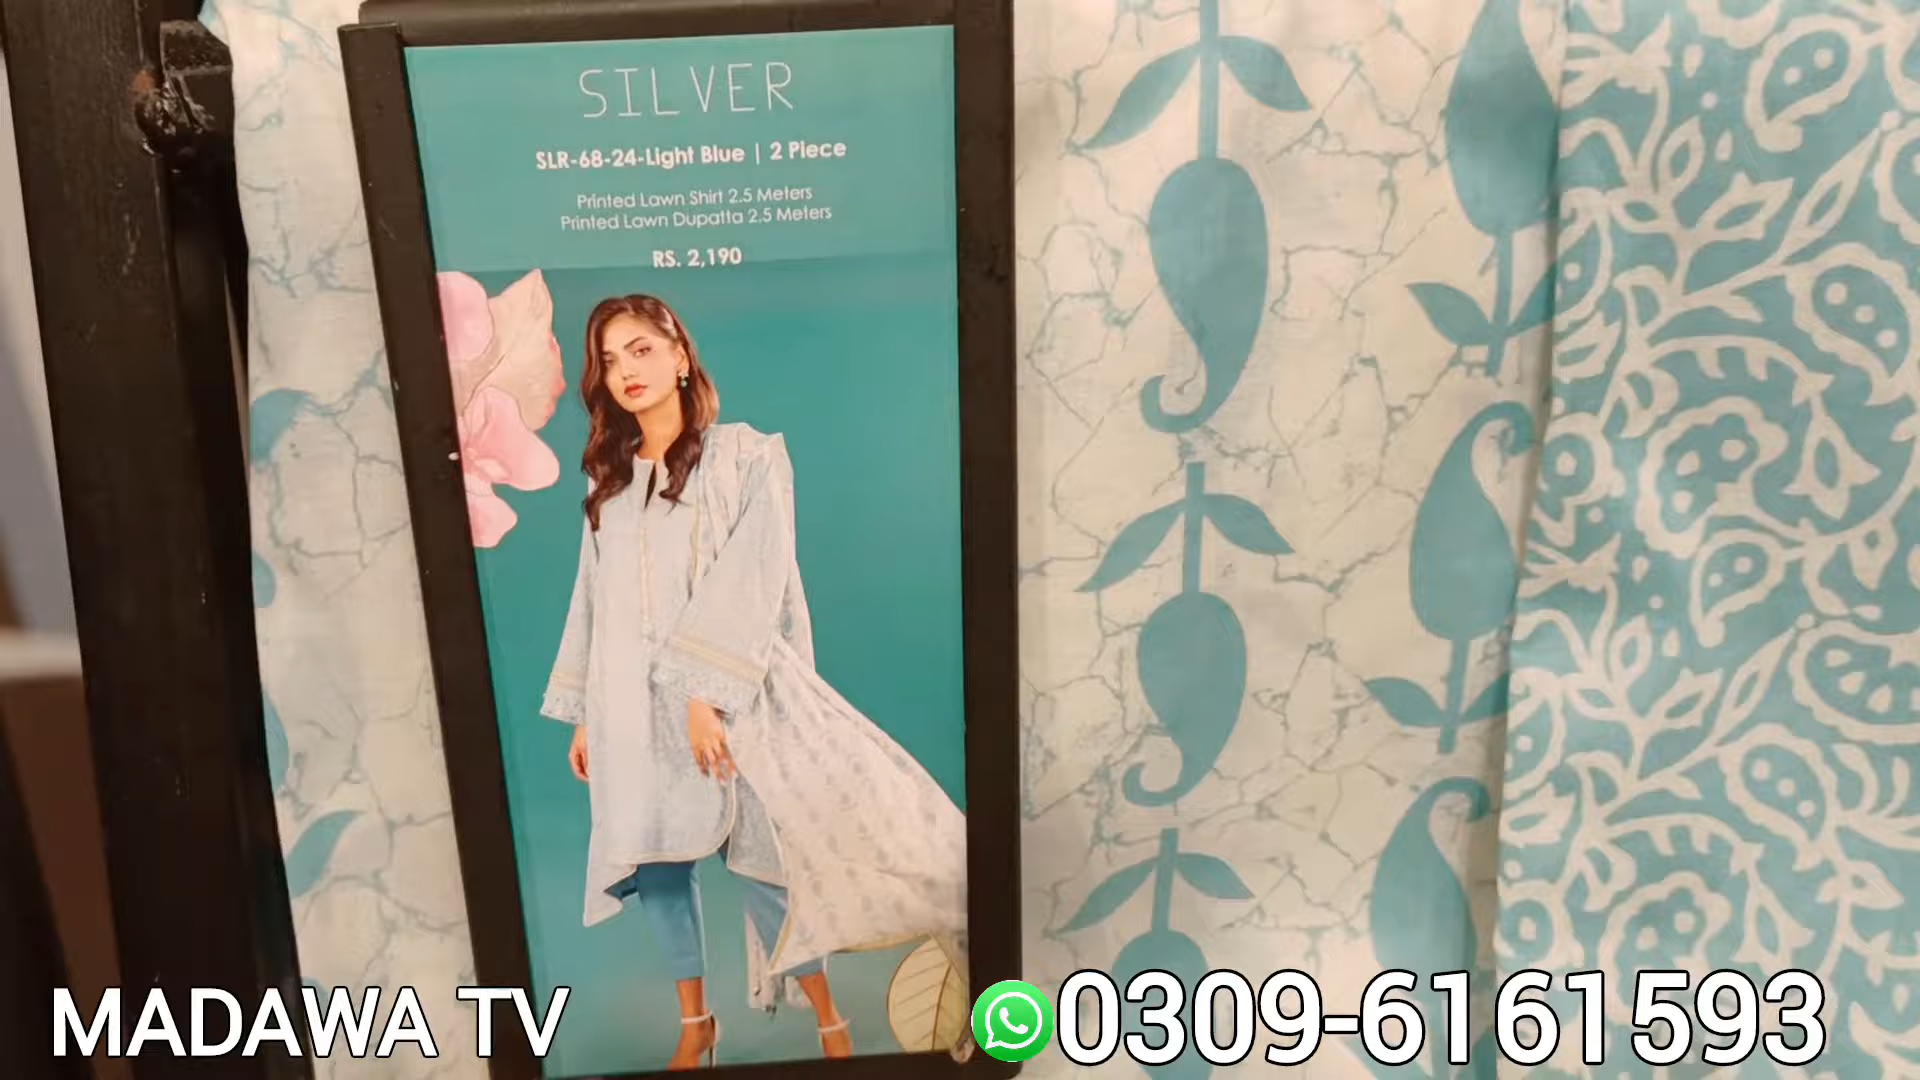 SILVER
SLR-68-24-Light Blue | 2 Piece
Printed Lawn Shirt 2.5 Meters
Printed Lawn Dupatta 2.5 Meters
RS. 2,190
MADAWA TV
0309-6161593